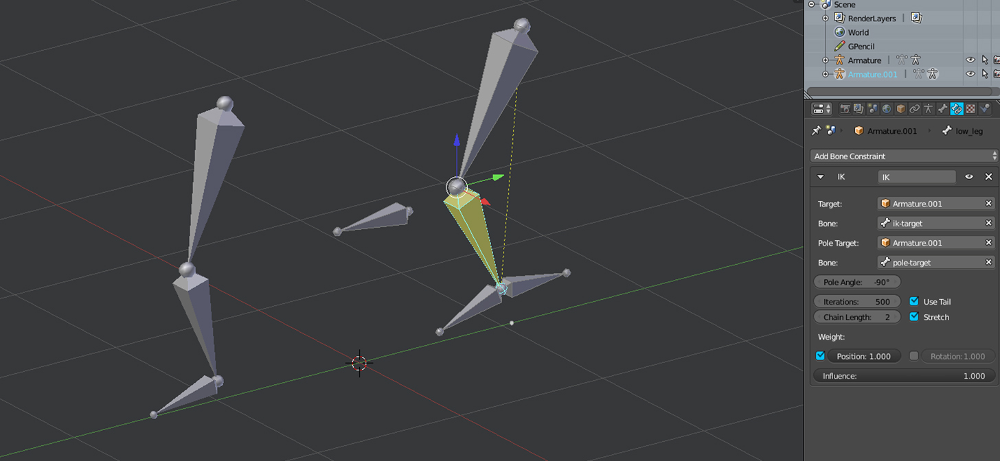 Scene
RenderLayers
World
GPencil
Armature
Armature.001
Armature.001 low_leg
Add Bone Constraint
IK IK
Target: Armature.001
Bone: ik-target
Pole Target: Armature.001
Bone: pole-target
Pole Angle: -90°
Iterations: 500 Use Tail
Chain Length: 2 Stretch
Weight:
Position: 1.000 Rotation: 1.000
Influence: 1.000